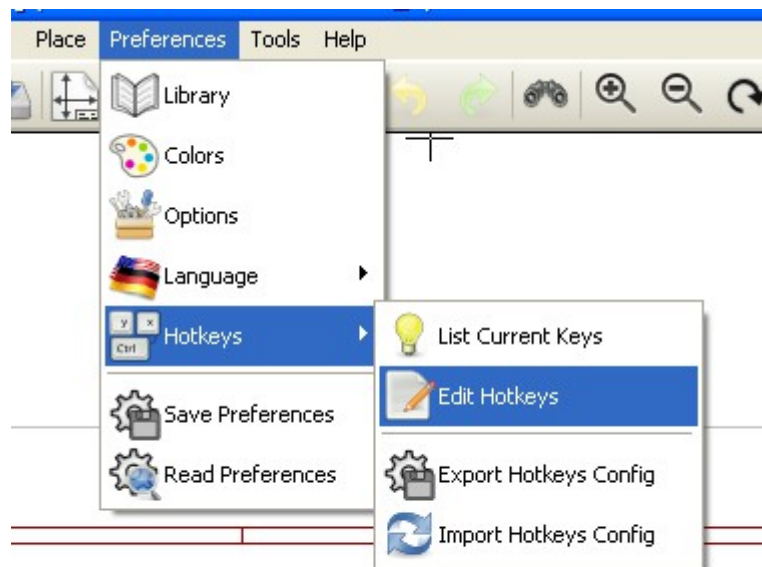 Place Preferences Tools Help
Library
Colors
Options
Language
y x
Ctrl
Hotkeys
List Current Keys
Edit Hotkeys
Save Preferences
Export Hotkeys Config
Read Preferences
Import Hotkeys Config